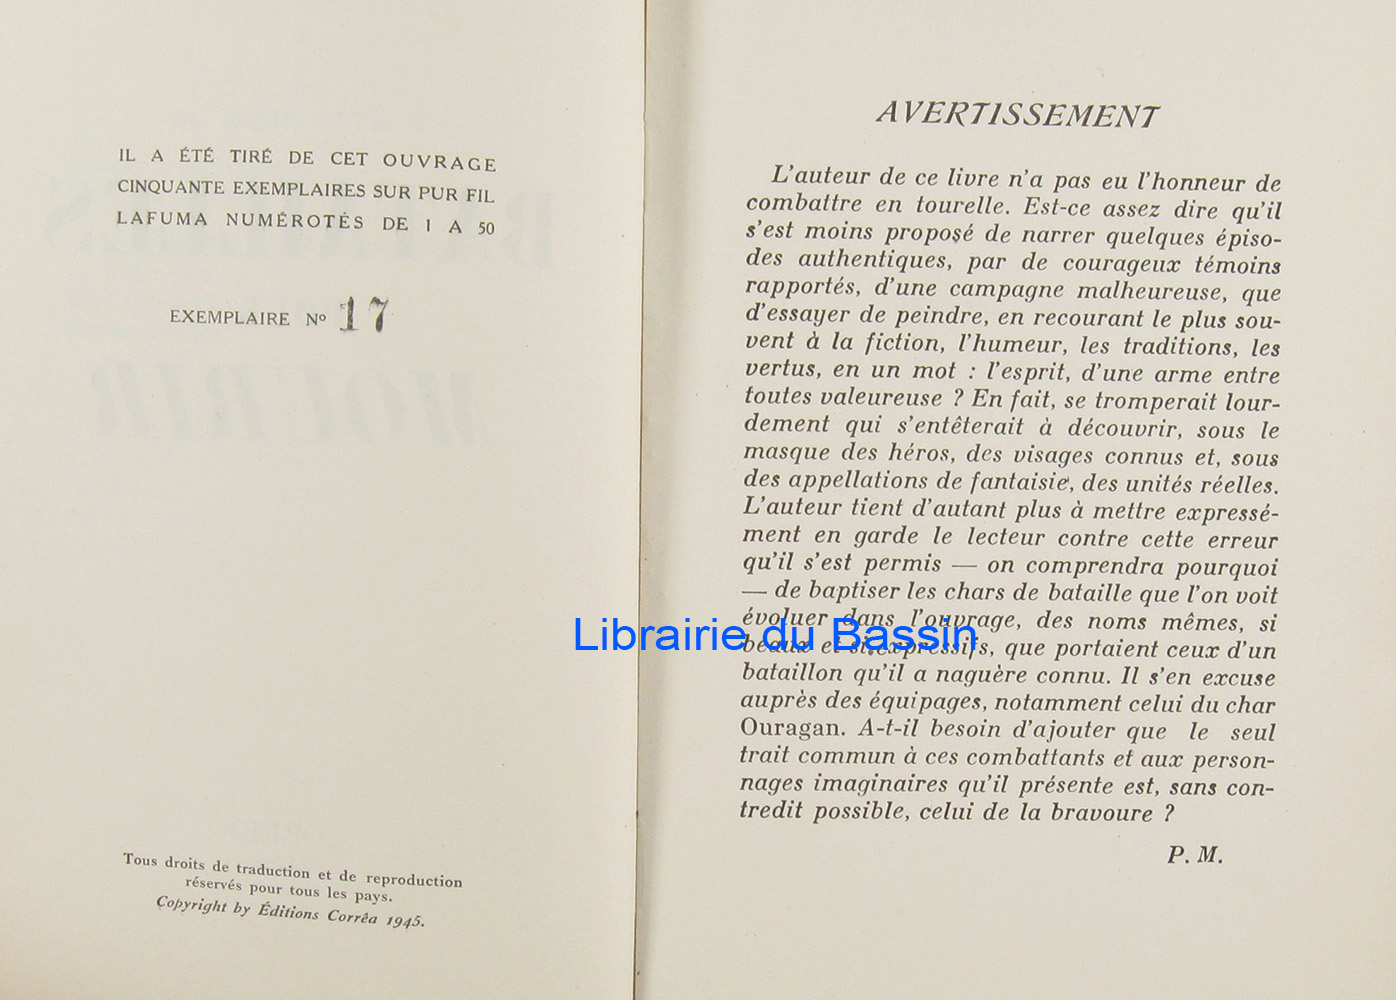 IL A ÉTÉ TIRÉ DE CET OUVRAGE
CINQUANTE EXEMPLAIRES SUR PUR FIL
LAFUMA NUMÉROTÉS DE 1 A 50
EXEMPLAIRE Nº 17
Tous droits de traduction et de reproduction
réservés pour tous les pays.
Copyright by Éditions Corrêa 1945.
AVERTISSEMENT
L'auteur de ce livre n'a pas eu l'honneur de
combattre en tourelle. Est-ce assez dire qu'il
s'est moins proposé de narrer quelques épiso-
des authentiques, par de courageux témoins
rapportés, d'une campagne malheureuse, que
d'essayer de peindre, en recourant le plus sou-
vent à la fiction, l'humeur, les traditions, les
vertus, en un mot : l'esprit, d'une arme entre
toutes valeureuse ? En fait, se tromperait lour-
dement qui s'entêterait à découvrir, sous le
masque des héros, des visages connus et, sous
des appellations de fantaisie, des unités réelles.
L'auteur tient d'autant plus à mettre expressé-
ment en garde le lecteur contre cette erreur
qu'il s'est permis — on comprendra pourquoi
— de baptiser les chars de bataille que l'on voit
évoluer dans l'ouvrage, des noms mêmes, si
beaux et si expressifs, que portaient ceux d'un
bataillon qu'il a naguère connu. Il s'en excuse
auprès des équipages, notamment celui du char
Ouragan. A-t-il besoin d'ajouter que le seul
trait commun à ces combattants et aux person-
nages imaginaires qu'il présente est, sans con-
tredit possible, celui de la bravoure ?
P. M.
Librairie du Bassin